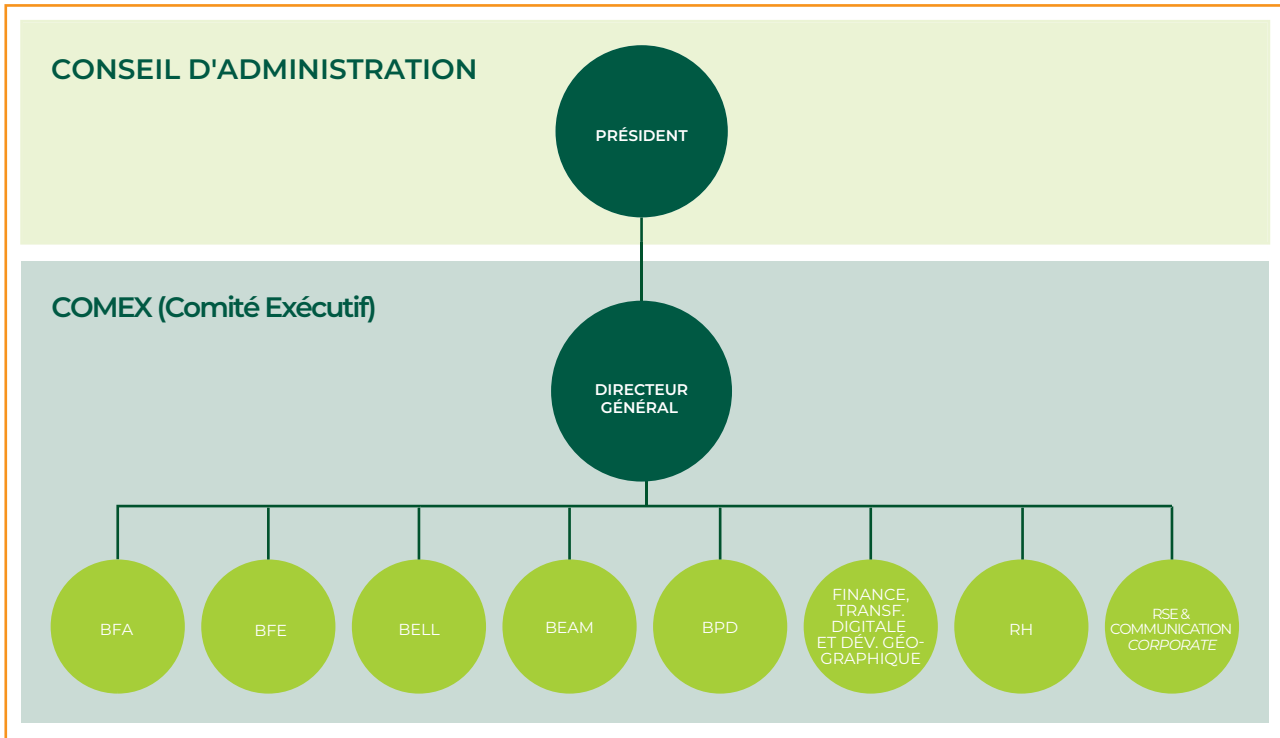 CONSEIL D'ADMINISTRATION
PRÉSIDENT
COMEX (Comité Exécutif)
DIRECTEUR
GÉNÉRAL
BFA
BFE
BELL
BEAM
BPD
FINANCE,
TRANSF.
DIGITALE
ET DÉV. GÉO-
GRAPHIQUE
RH
RSE &
COMMUNICATION
CORPORATE